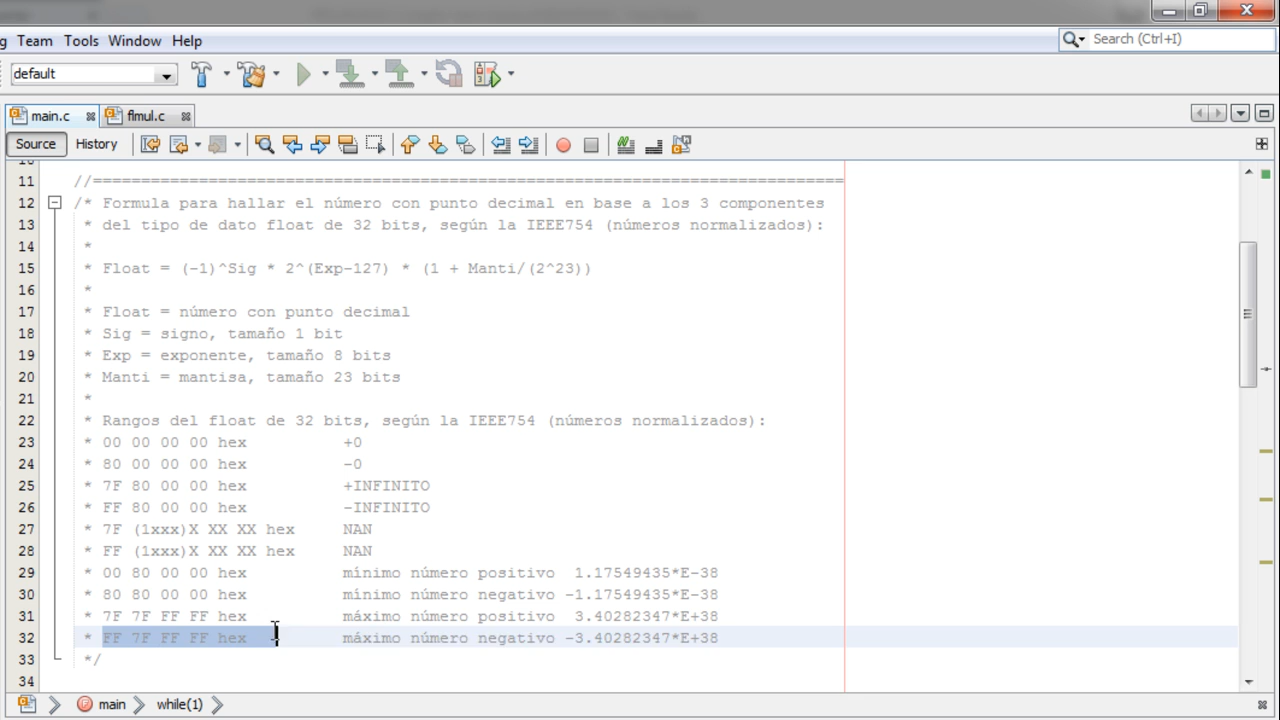 g Team Tools Window Help
Search (Ctrl+I)
default
main.c flmul.c
Source History
10
11 //==============================================================================
12 /* Formula para hallar el número con punto decimal en base a los 3 componentes
13 * del tipo de dato float de 32 bits, según la IEEE754 (números normalizados):
14 *
15 * Float = (-1)^Sig * 2^(Exp-127) * (1 + Manti/(2^23))
16 *
17 * Float = número con punto decimal
18 * Sig = signo, tamaño 1 bit
19 * Exp = exponente, tamaño 8 bits
20 * Manti = mantisa, tamaño 23 bits
21 *
22 * Rangos del float de 32 bits, según la IEEE754 (números normalizados):
23 * 00 00 00 00 hex +0
24 * 80 00 00 00 hex -0
25 * 7F 80 00 00 hex +INFINITO
26 * FF 80 00 00 hex -INFINITO
27 * 7F (1xxx)X XX XX hex NAN
28 * FF (1xxx)X XX XX hex NAN
29 * 00 80 00 00 hex mínimo número positivo 1.17549435*E-38
30 * 80 80 00 00 hex mínimo número negativo -1.17549435*E-38
31 * 7F 7F FF FF hex máximo número positivo 3.40282347*E+38
32 * FF 7F FF FF hex máximo número negativo -3.40282347*E+38
33 */
34
main while(1)